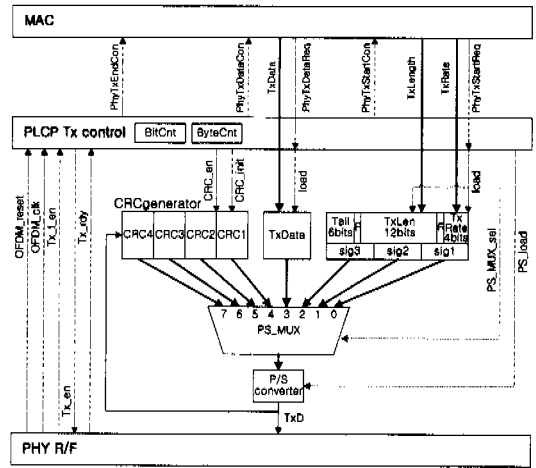 MAC
PhyTxEndCon
PhyTxDataCon
TxData
PhyTxDataReq
PhyTxStartCon
TxLength
TxRate
PhyTxStartReq
PLCP Tx control
BitCnt
ByteCnt
OFDM_reset
OFDM_clk
Tx_1_en
Tx_rdy
CRC_en
CRC_init
load
load
CRCgenerator
CRC4 CRC3 CRC2 CRC1
TxData
Tail 6bits
R
TxLen 12bits
R
Tx Rate 4bits
sig3 sig2 sig1
PS_MUX_sel
PS_load
7 6 5 4 3 2 1 0
PS_MUX
P/S converter
Tx_en
TxD
PHY R/F